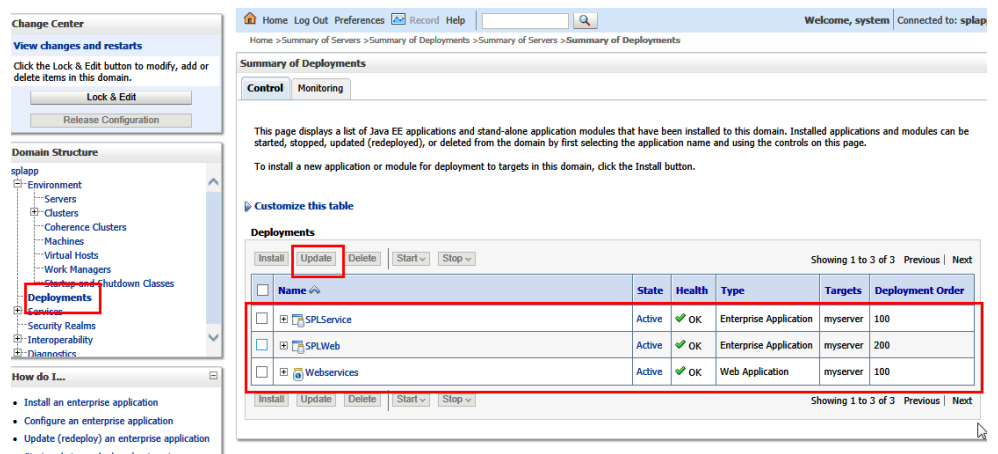 Change Center
View changes and restarts
Click the Lock & Edit button to modify, add or
delete items in this domain.
Lock & Edit
Release Configuration
Domain Structure
splapp
Environment
Servers
Clusters
Coherence Clusters
Machines
Virtual Hosts
Work Managers
Startup and Shutdown Classes
Deployments
Services
Security Realms
Interoperability
Diagnostics
How do I...
Install an enterprise application
Configure an enterprise application
Update (redeploy) an enterprise application
Home Log Out Preferences Record Help
Welcome, system Connected to: splapp
Home >Summary of Servers >Summary of Deployments >Summary of Servers >Summary of Deployments
Summary of Deployments
Control Monitoring
This page displays a list of Java EE applications and stand-alone application modules that have been installed to this domain. Installed applications and modules can be
started, stopped, updated (redeployed), or deleted from the domain by first selecting the application name and using the controls on this page.
To install a new application or module for deployment to targets in this domain, click the Install button.
Customize this table
Deployments
Install Update Delete Start Stop Showing 1 to 3 of 3 Previous | Next
Name State Health Type Targets Deployment Order
SPLService Active OK Enterprise Application myserver 100
SPLWeb Active OK Enterprise Application myserver 200
Webservices Active OK Web Application myserver 100
Install Update Delete Start Stop Showing 1 to 3 of 3 Previous | Next